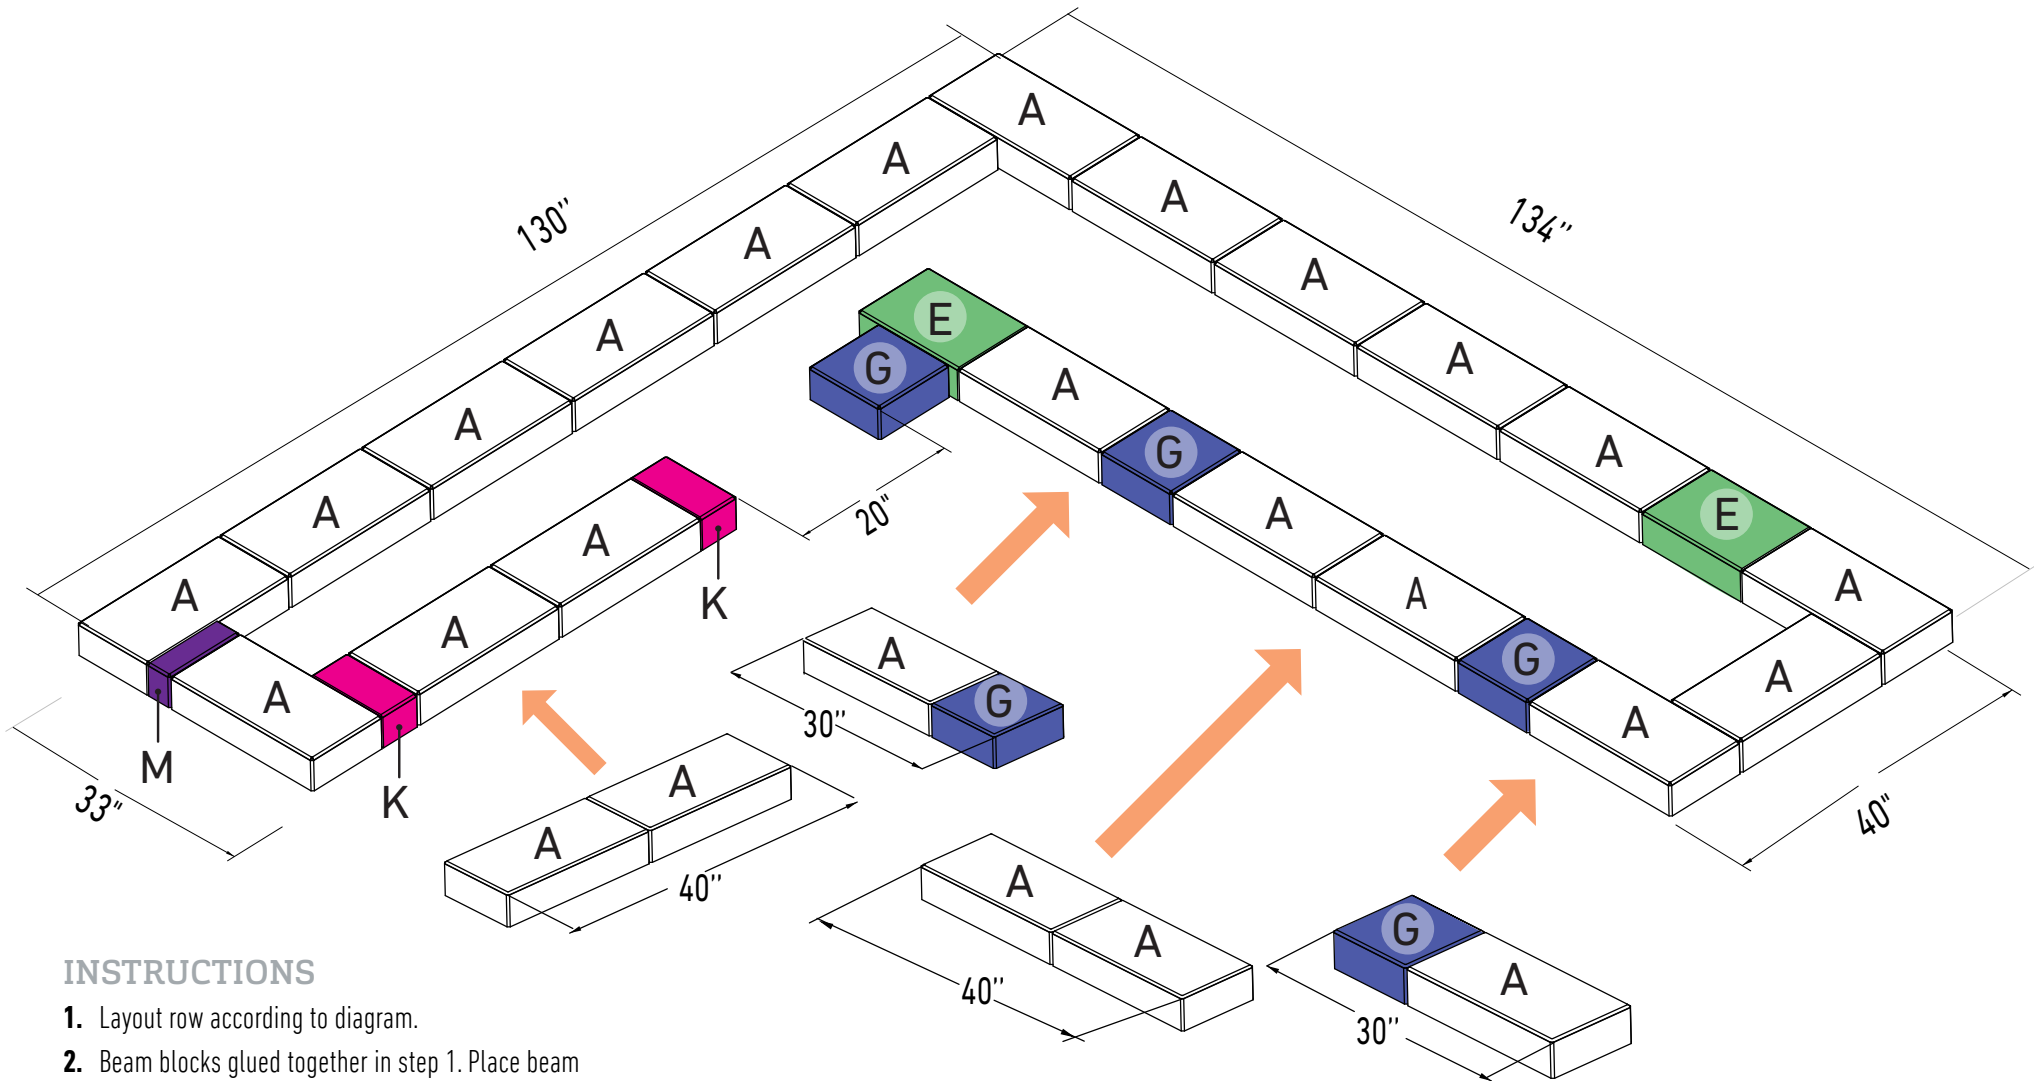 A
A
130″
A
134″
A
A
A
E
A
A
G
A
A
G
A
A
20″
E
A
A
A
A
K
A
A
G
M
A
K
33″
A
G
30″
A
A
40″
A
A
40″
A
40″
G
A
30″
INSTRUCTIONS
1. Layout row according to diagram.
2. Beam blocks glued together in step 1. Place beam